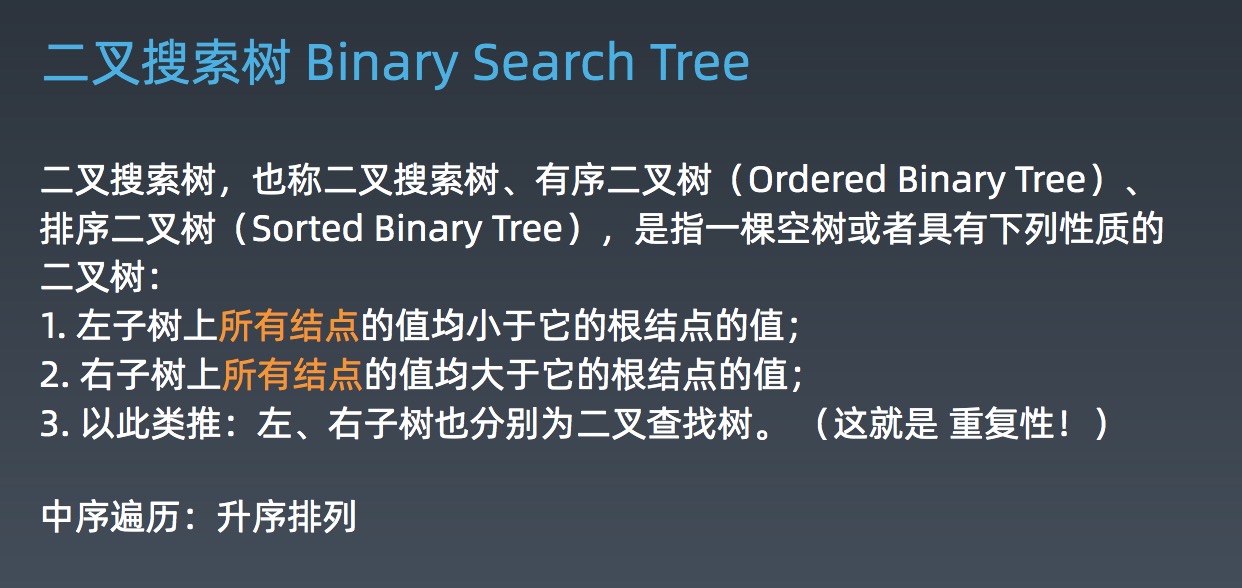 二叉搜索树 Binary Search Tree
二叉搜索树，也称二叉搜索树、有序二叉树（Ordered Binary Tree）、
排序二叉树（Sorted Binary Tree），是指一棵空树或者具有下列性质的
二叉树：
1. 左子树上所有结点的值均小于它的根结点的值；
2. 右子树上所有结点的值均大于它的根结点的值；
3. 以此类推：左、右子树也分别为二叉查找树。 （这就是 重复性！）
中序遍历：升序排列